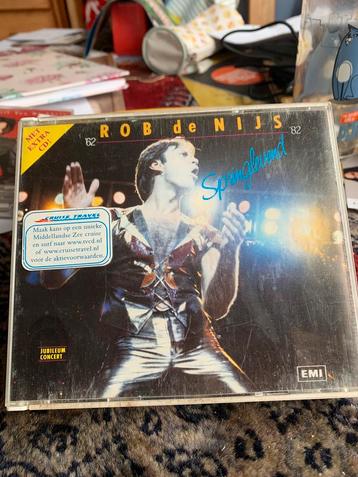 MET
EXTRA
CD!
ROB de NIJS
'62 '82
Springlevend
CRUISE TRAVEL
Maak kans op een unieke
Middellandse Zee cruise
en surf naar www.tvcd.nl
of www.cruisetravel.nl
voor de aktievoorwaarden.
JUBILEUM
CONCERT
EMI